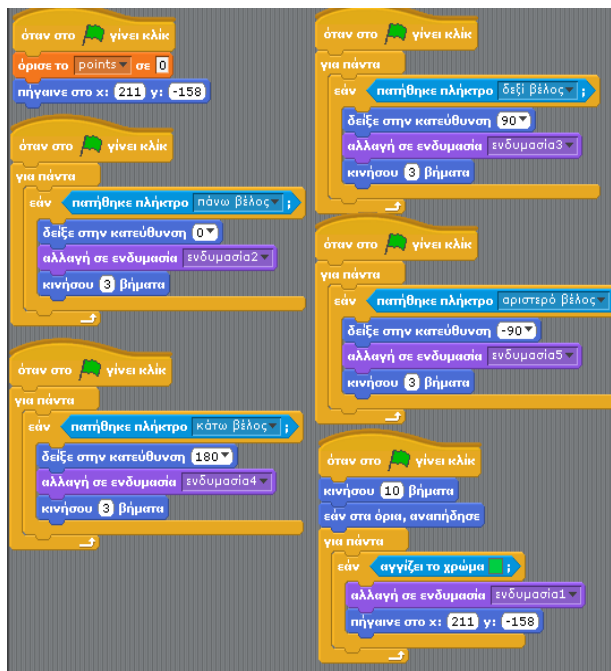 όταν στο γίνει κλίκ
όρισε το points σε 0
πήγαινε στο x: 211 y: -158
όταν στο γίνει κλίκ
για πάντα
εάν πατήθηκε πλήκτρο πάνω βέλος ;
δείξε στην κατεύθυνση 0
αλλαγή σε ενδυμασία ενδυμασία2
κινήσου 3 βήματα
όταν στο γίνει κλίκ
για πάντα
εάν πατήθηκε πλήκτρο κάτω βέλος ;
δείξε στην κατεύθυνση 180
αλλαγή σε ενδυμασία ενδυμασία4
κινήσου 3 βήματα
όταν στο γίνει κλίκ
για πάντα
εάν πατήθηκε πλήκτρο δεξί βέλος ;
δείξε στην κατεύθυνση 90
αλλαγή σε ενδυμασία ενδυμασία3
κινήσου 3 βήματα
όταν στο γίνει κλίκ
για πάντα
εάν πατήθηκε πλήκτρο αριστερό βέλος
δείξε στην κατεύθυνση -90
αλλαγή σε ενδυμασία ενδυμασία5
κινήσου 3 βήματα
όταν στο γίνει κλίκ
κινήσου 10 βήματα
εάν στα όρια, αναπήδησε
για πάντα
εάν αγγίζει το χρώμα ;
αλλαγή σε ενδυμασία ενδυμασία1
πήγαινε στο x: 211 y: -158